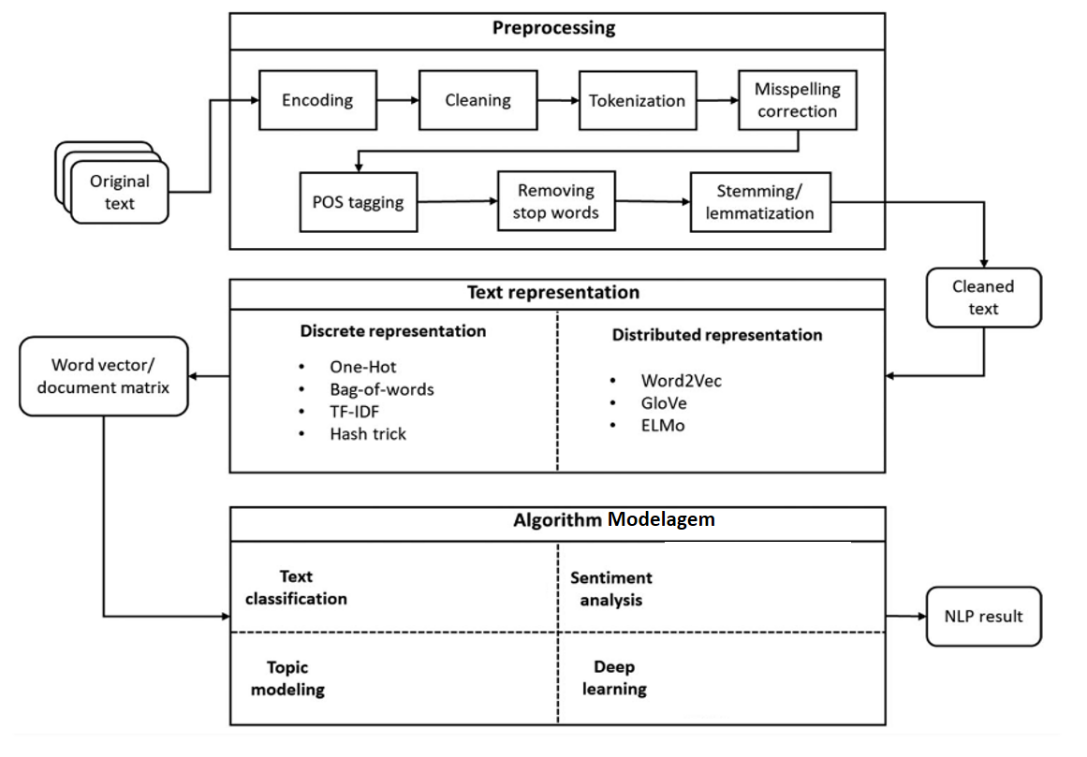 Preprocessing
Encoding
Cleaning
Tokenization
Misspelling
correction
Original
text
POS tagging
Removing
stop words
Stemming/
lemmatization
Cleaned
text
Text representation
Discrete representation
• One-Hot
• Bag-of-words
• TF-IDF
• Hash trick
Distributed representation
• Word2Vec
• GloVe
• ELMo
Word vector/
document matrix
Algorithm Modelagem
Text
classification
Sentiment
analysis
Topic
modeling
Deep
learning
NLP result